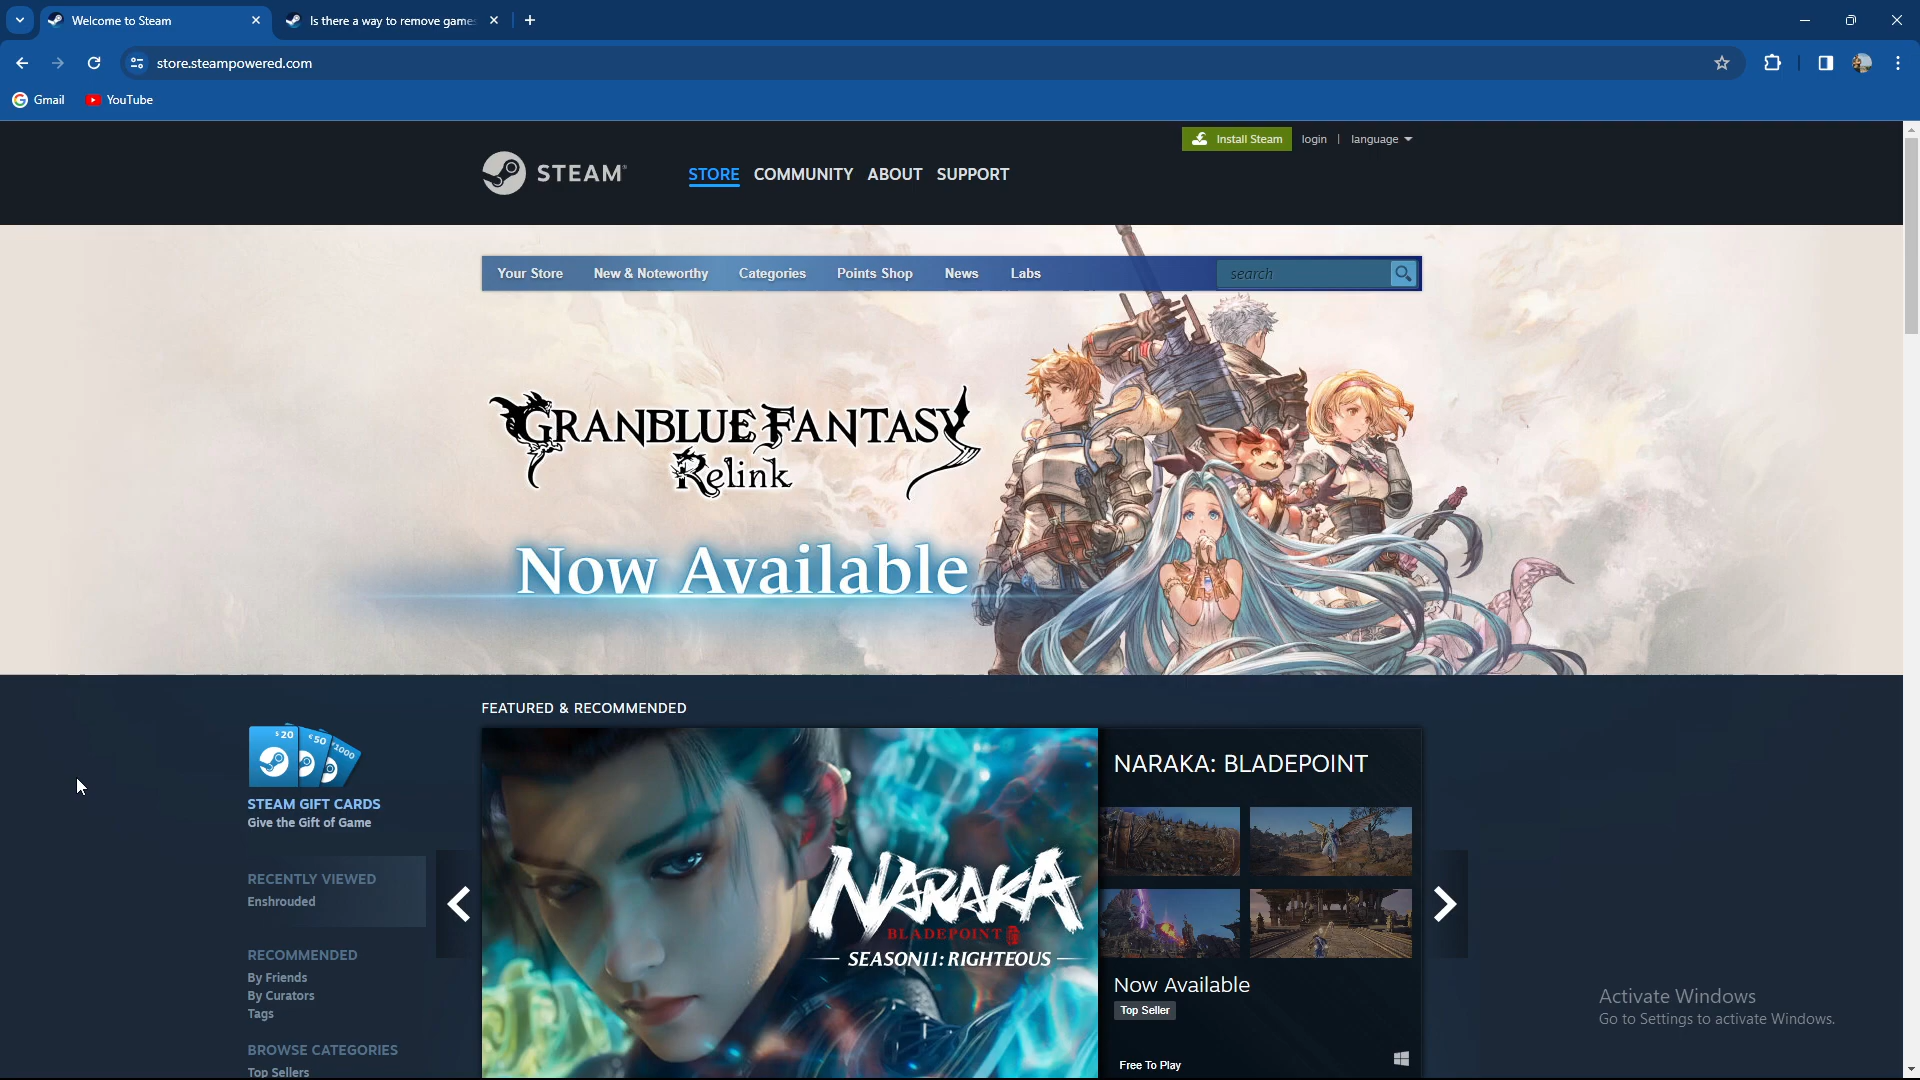 Welcome to Steam
Is there a way to remove games
store.steampowered.com
Gmail
YouTube
Install Steam
login | language
STEAM
STORE COMMUNITY ABOUT SUPPORT
Your Store New & Noteworthy Categories Points Shop News Labs search
GRANBLUE FANTASY
Relink
Now Available
FEATURED & RECOMMENDED
$20 €50 1000
STEAM GIFT CARDS
Give the Gift of Game
RECENTLY VIEWED
Enshrouded
RECOMMENDED
By Friends
By Curators
Tags
BROWSE CATEGORIES
Top Sellers
NARAKA
BLADEPOINT
SEASON11: RIGHTEOUS
NARAKA: BLADEPOINT
Now Available
Top Seller
Free To Play
Activate Windows
Go to Settings to activate Windows.